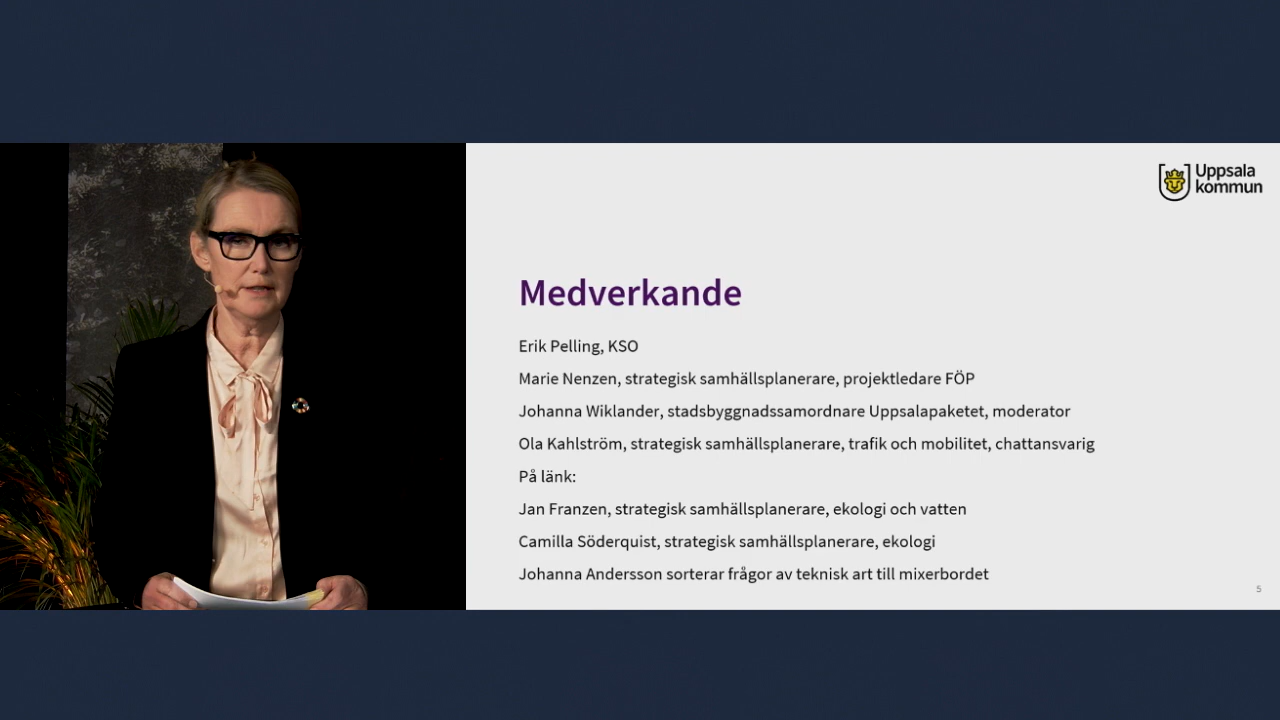 Uppsala
kommun
Medverkande
Erik Pelling, KSO
Marie Nenzen, strategisk samhällsplanerare, projektledare FÖP
Johanna Wiklander, stadsbyggnadssamordnare Uppsalapaketet, moderator
Ola Kahlström, strategisk samhällsplanerare, trafik och mobilitet, chattansvarig
På länk:
Jan Franzen, strategisk samhällsplanerare, ekologi och vatten
Camilla Söderquist, strategisk samhällsplanerare, ekologi
Johanna Andersson sorterar frågor av teknisk art till mixerbordet
5